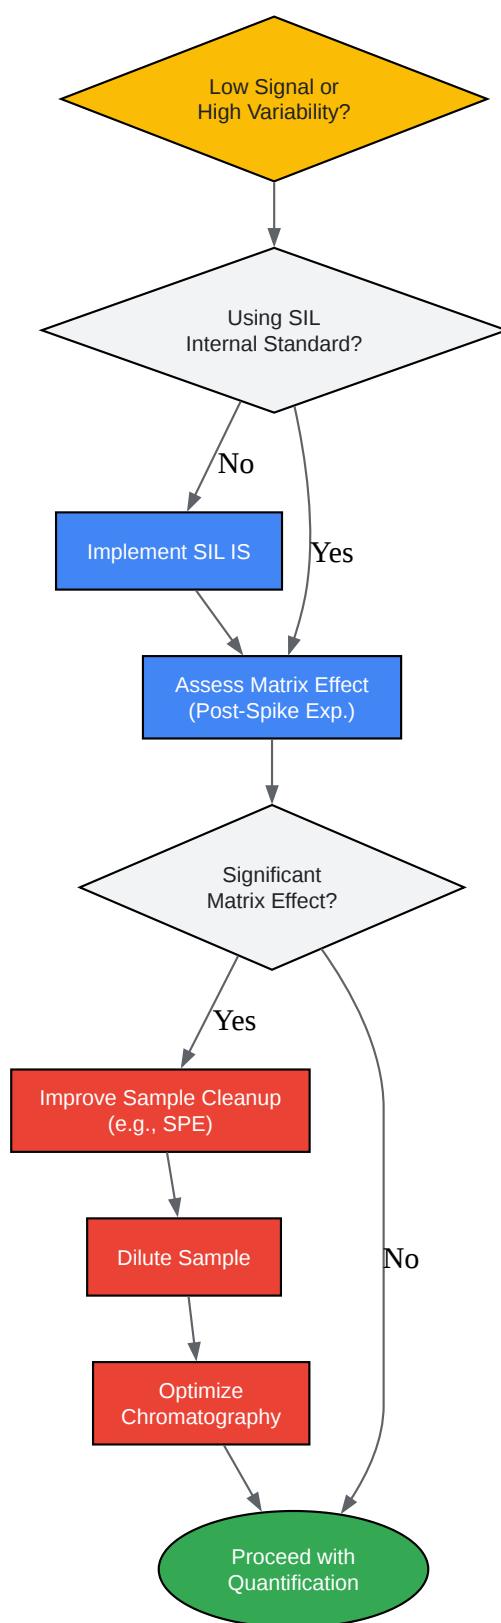 Low Signal or
High Variability?
Using SIL
Internal Standard?
No
Implement SIL IS
Yes
Assess Matrix Effect
(Post-Spike Exp.)
Significant
Matrix Effect?
Yes
Improve Sample Cleanup
(e.g., SPE)
Dilute Sample
No
Optimize
Chromatography
Proceed with
Quantification